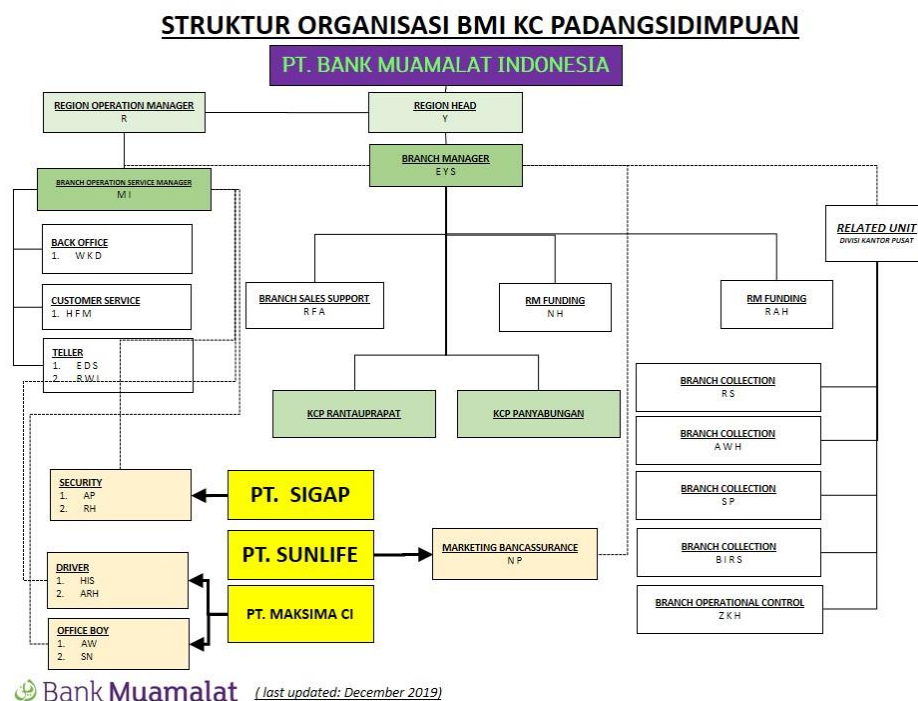 STRUKTUR ORGANISASI BMI KC PADANGSIDIMPUAN
PT. BANK MUAMALAT INDONESIA
REGION OPERATION MANAGER
R
REGION HEAD
Y
BRANCH MANAGER
E Y S
BRANCH OPERATION SERVICE MANAGER
M I
RELATED UNIT
DIVISI KANTOR PUSAT
BACK OFFICE
1. W K D
CUSTOMER SERVICE
1. H F M
TELLER
1. E D S
2. R W I
BRANCH SALES SUPPORT
R F A
RM FUNDING
N H
RM FUNDING
R A H
KCP RANTAUPRAPAT
KCP PANYABUNGAN
BRANCH COLLECTION
R S
BRANCH COLLECTION
A W H
BRANCH COLLECTION
S P
BRANCH COLLECTION
B I R S
BRANCH OPERATIONAL CONTROL
Z K H
SECURITY
1. AP
2. RH
PT. SIGAP
PT. SUNLIFE
MARKETING BANCASSURANCE
N P
DRIVER
1. HIS
2. ARH
PT. MAKSIMA CI
OFFICE BOY
1. AW
2. SN
Bank Muamalat
( last updated: December 2019)